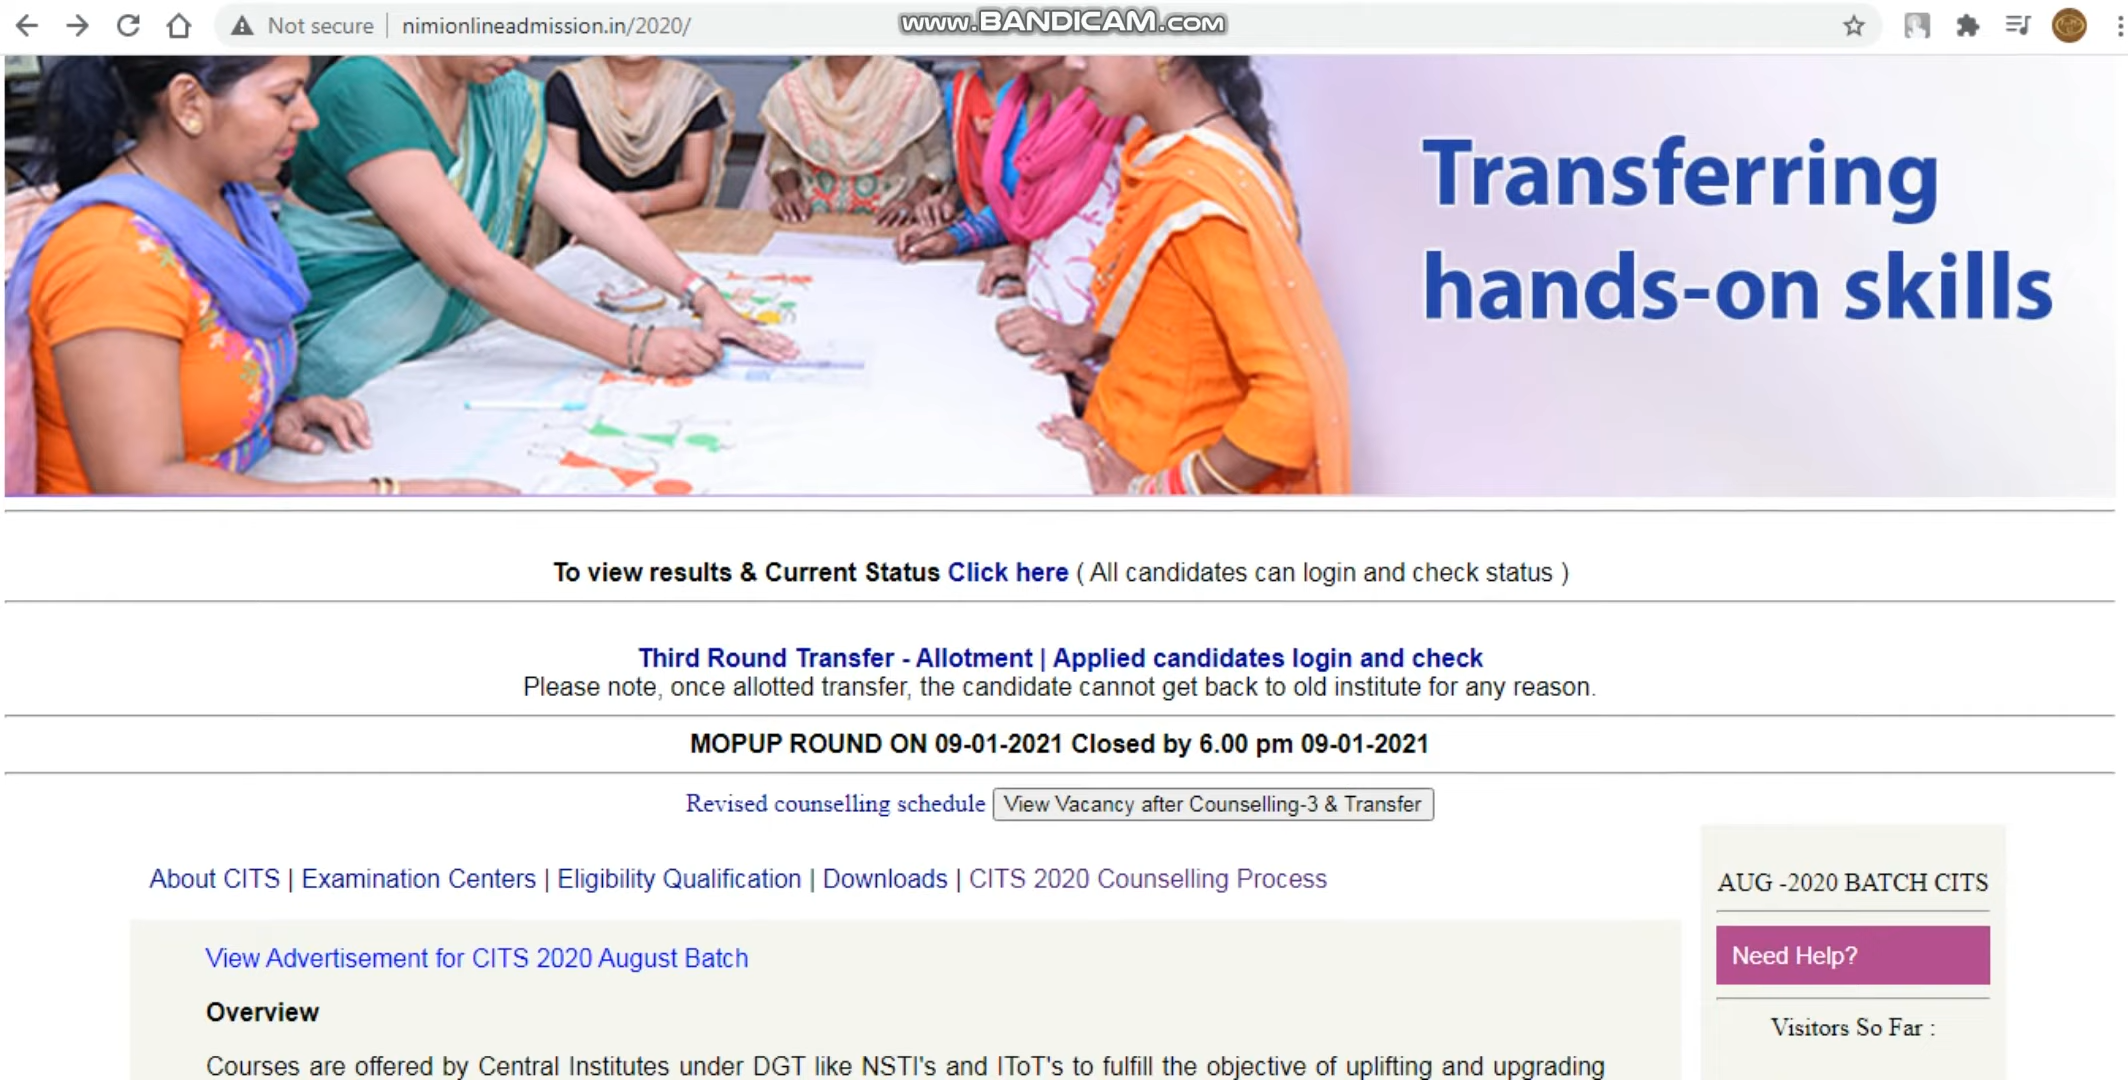 Not secure
nimionlineadmission.in/2020/
www.BANDICAM.com
Transferring
hands-on skills
To view results & Current Status Click here ( All candidates can login and check status )
Third Round Transfer - Allotment | Applied candidates login and check
Please note, once allotted transfer, the candidate cannot get back to old institute for any reason.
MOPUP ROUND ON 09-01-2021 Closed by 6.00 pm 09-01-2021
Revised counselling schedule View Vacancy after Counselling-3 & Transfer
About CITS | Examination Centers | Eligibility Qualification | Downloads | CITS 2020 Counselling Process
AUG -2020 BATCH CITS
Need Help?
Visitors So Far :
View Advertisement for CITS 2020 August Batch
Overview
Courses are offered by Central Institutes under DGT like NSTI's and IToT's to fulfill the objective of uplifting and upgrading